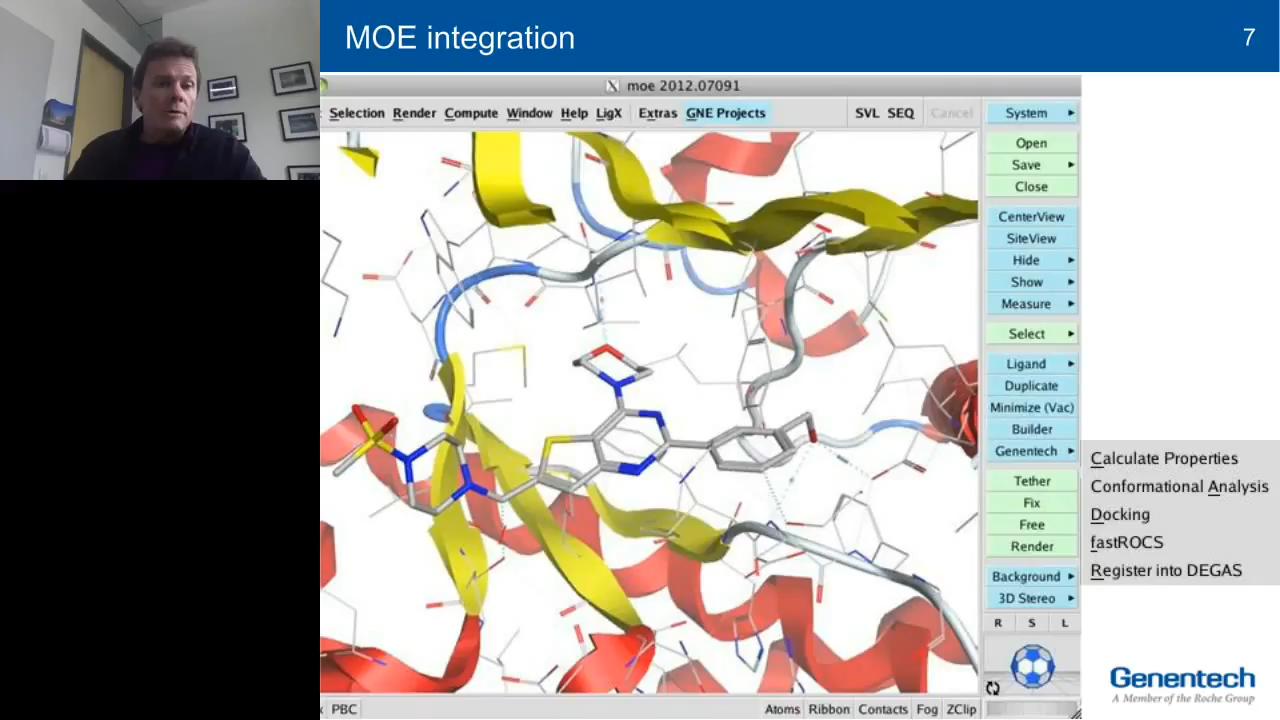 MOE integration
7
moe 2012.07091
Selection Render Compute Window Help LigX Extras GNE Projects SVL SEQ Cancel
System
Open
Save
Close
CenterView
SiteView
Hide
Show
Measure
Select
Ligand
Duplicate
Minimize (Vac)
Builder
Genentech
Calculate Properties
Conformational Analysis
Docking
fastROCS
Register into DEGAS
Tether
Fix
Free
Render
Background
3D Stereo
R S L
PBC
Atoms Ribbon Contacts Fog ZClip
Genentech
A Member of the Roche Group